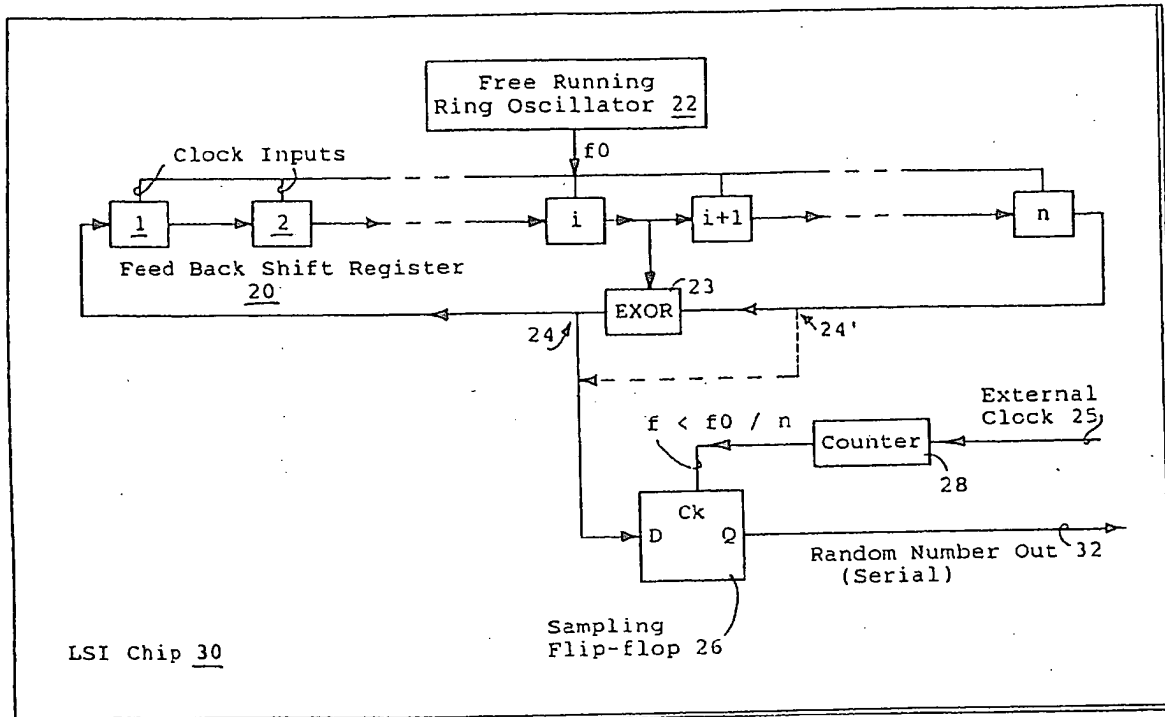 Free Running
Ring Oscillator 22
f0
Clock Inputs
1
2
i
i+1
n
Feed Back Shift Register
20
EXOR
23
24
24'
External
Clock 25
f < f0 / n
Counter
28
Ck
D
Q
Random Number Out 32
(Serial)
Sampling
Flip-flop 26
LSI Chip 30